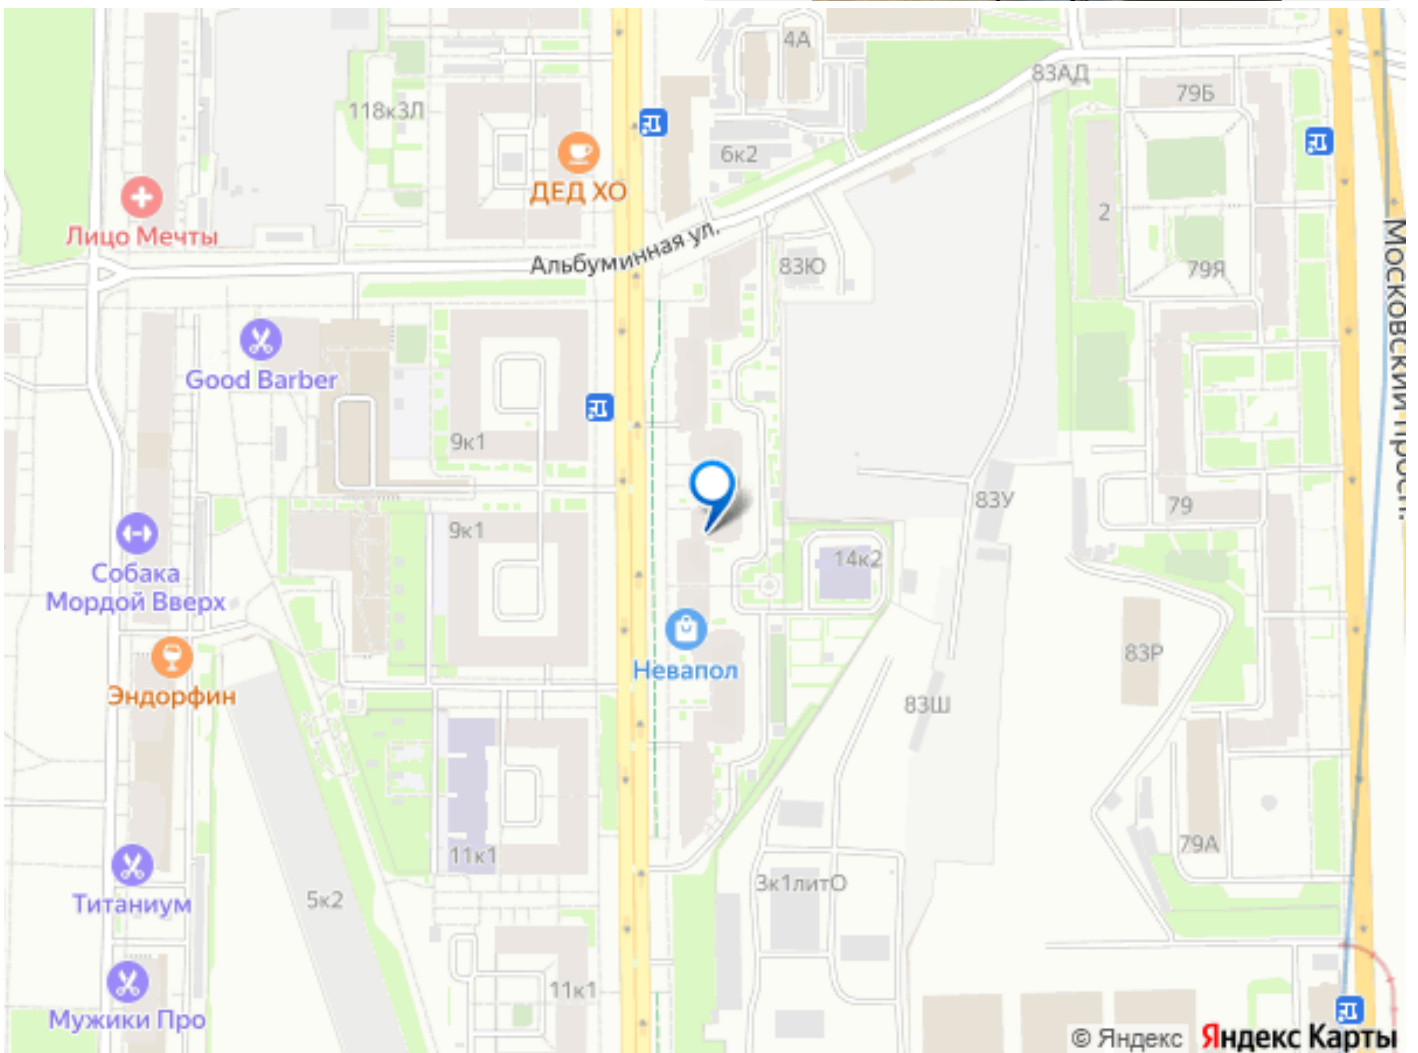 4А
83АД
79Б
118к3Л
6к2
ДЕД ХО
Лицо Мечты
2
Альбуминная ул.
83Ю
79Я
Московский просп.
Good Barber
9к1
83У
79
9к1
14к2
Собака
Мордой Вверх
Невапол
83Р
Эндорфин
83Ш
79А
11к1
3к1литО
Титаниум
5к2
11к1
Мужики Про
© Яндекс Яндекс Карты